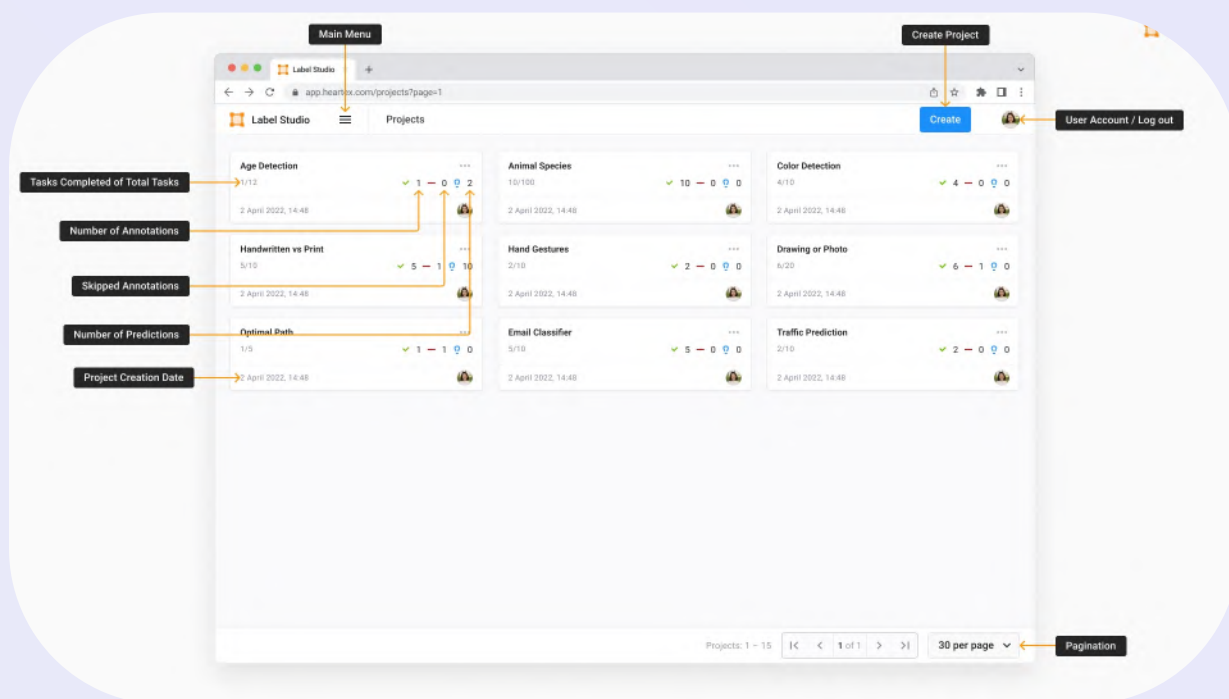 Main Menu
Create Project
Label Studio
app.heartex.com/projects?page=1
Label Studio
Projects
Create
User Account / Log out
Age Detection
1/12
1
0
2
2 April 2022, 14:48
Animal Species
10/100
10
0
0
2 April 2022, 14:48
Color Detection
4/10
4
0
0
2 April 2022, 14:48
Tasks Completed of Total Tasks
Number of Annotations
Skipped Annotations
Number of Predictions
Project Creation Date
Handwritten vs Print
5/10
5
1
10
2 April 2022, 14:48
Hand Gestures
2/10
2
0
0
2 April 2022, 14:48
Drawing or Photo
6/20
6
1
0
2 April 2022, 14:48
Optimal Path
1/5
1
1
0
2 April 2022, 14:48
Email Classifier
5/10
5
0
0
2 April 2022, 14:48
Traffic Prediction
2/10
2
0
0
2 April 2022, 14:48
Projects: 1 – 15
1 of 1
30 per page
Pagination